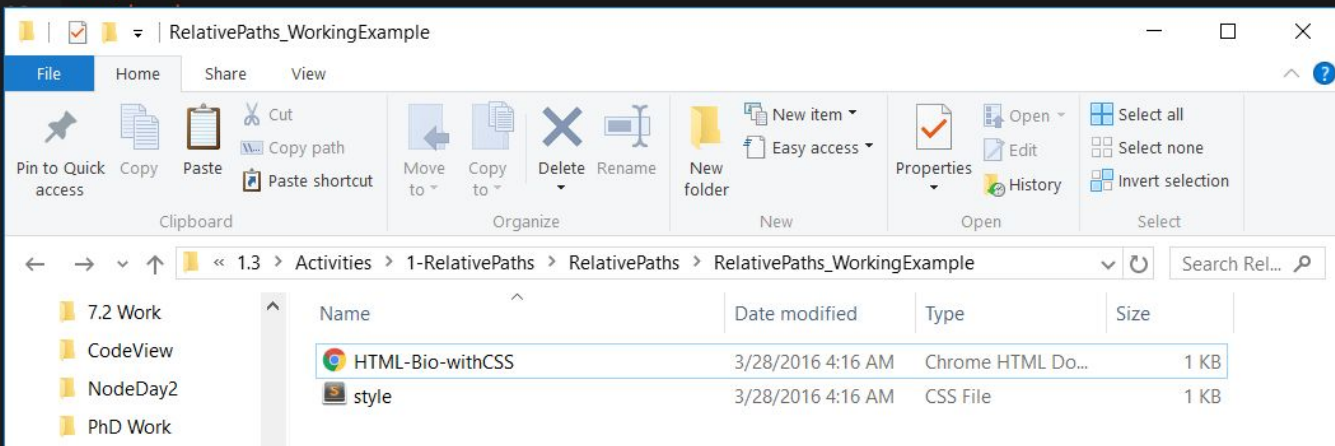 RelativePaths_WorkingExample
File Home Share View
Pin to Quick access
Copy
Paste
Cut
Copy path
Paste shortcut
Clipboard
Move to
Copy to
Delete
Rename
Organize
New folder
New item
Easy access
New
Properties
Open
Edit
History
Open
Select all
Select none
Invert selection
Select
« 1.3 > Activities > 1-RelativePaths > RelativePaths > RelativePaths_WorkingExample
Search Rel...
7.2 Work
CodeView
NodeDay2
PhD Work
Name Date modified Type Size
HTML-Bio-withCSS 3/28/2016 4:16 AM Chrome HTML Do... 1 KB
style 3/28/2016 4:16 AM CSS File 1 KB